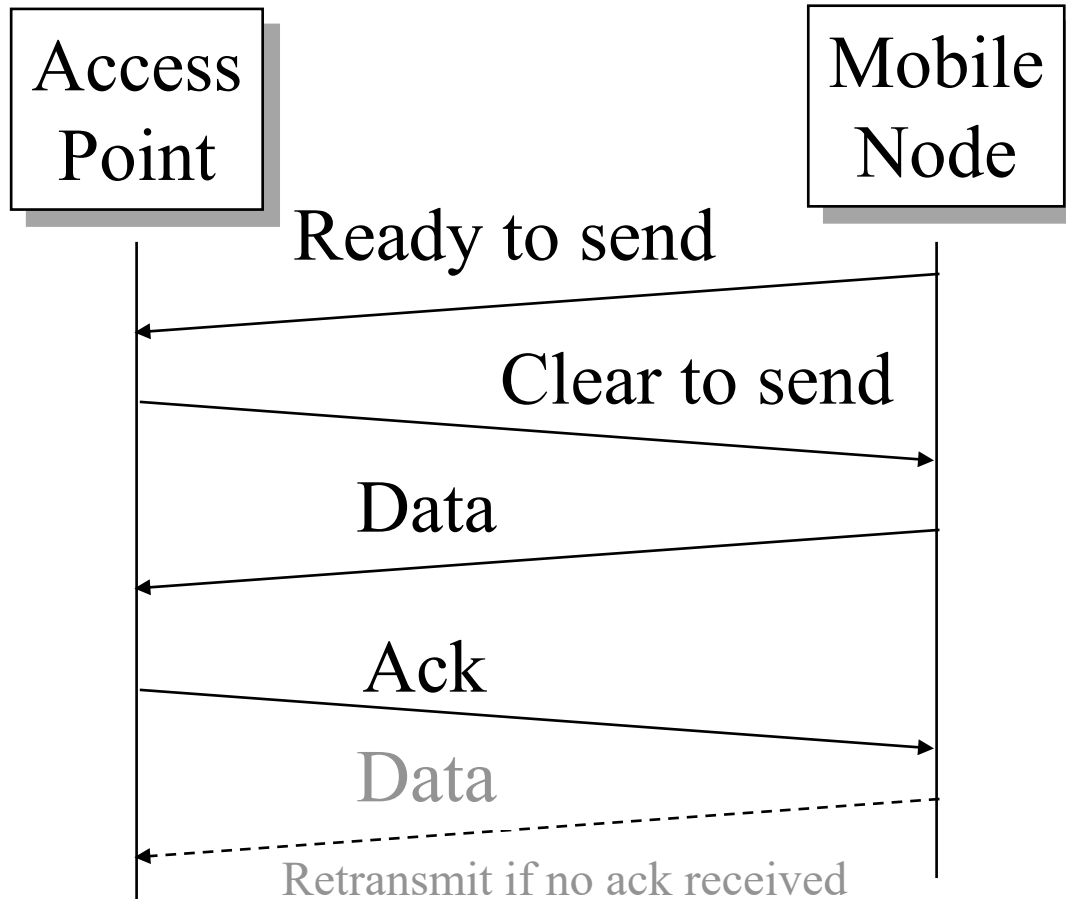 Access
Point
Mobile
Node
Ready to send
Clear to send
Data
Ack
Data
Retransmit if no ack received